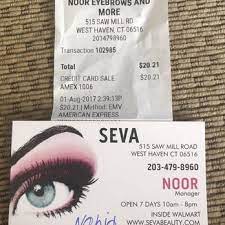 NOOR EYEBROWS AND
MORE
515 SAW MILL RD
WEST HAVEN, CT 06516
2034798960
Transaction 102985
Total $20.21
CREDIT CARD SALE $20.21
AMEX 1006
01-Aug-2017 2:39:13P
$20.21 | Method: EMV
AMERICAN EXPRESS
SEVA
515 SAW MILL ROAD
WEST HAVEN CT 06516
203-479-8960
NOOR
Manager
OPEN 7 DAYS 10am - 8pm
INSIDE WALMART
WWW.SEVABEAUTY.COM